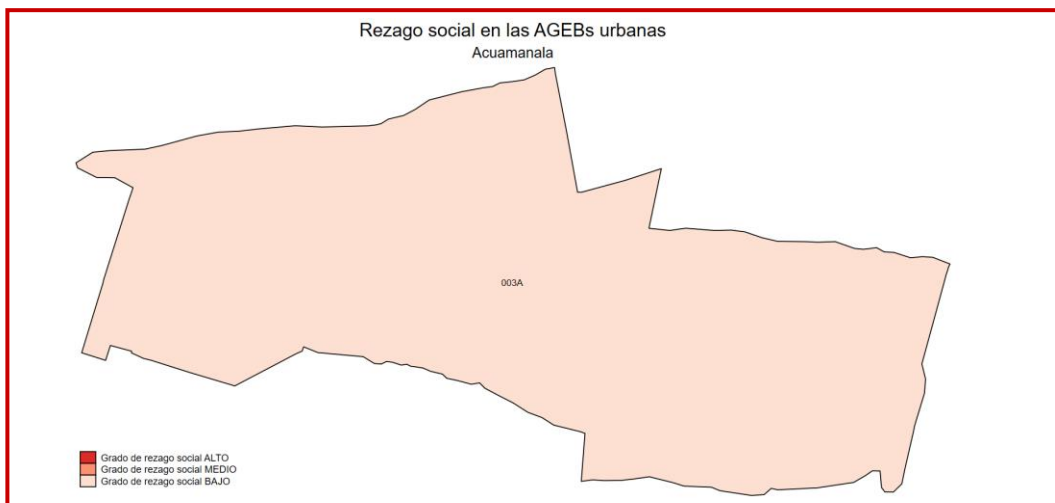 Rezago social en las AGEBs urbanas
Acuamanala
003A
Grado de rezago social ALTO
Grado de rezago social MEDIO
Grado de rezago social BAJO